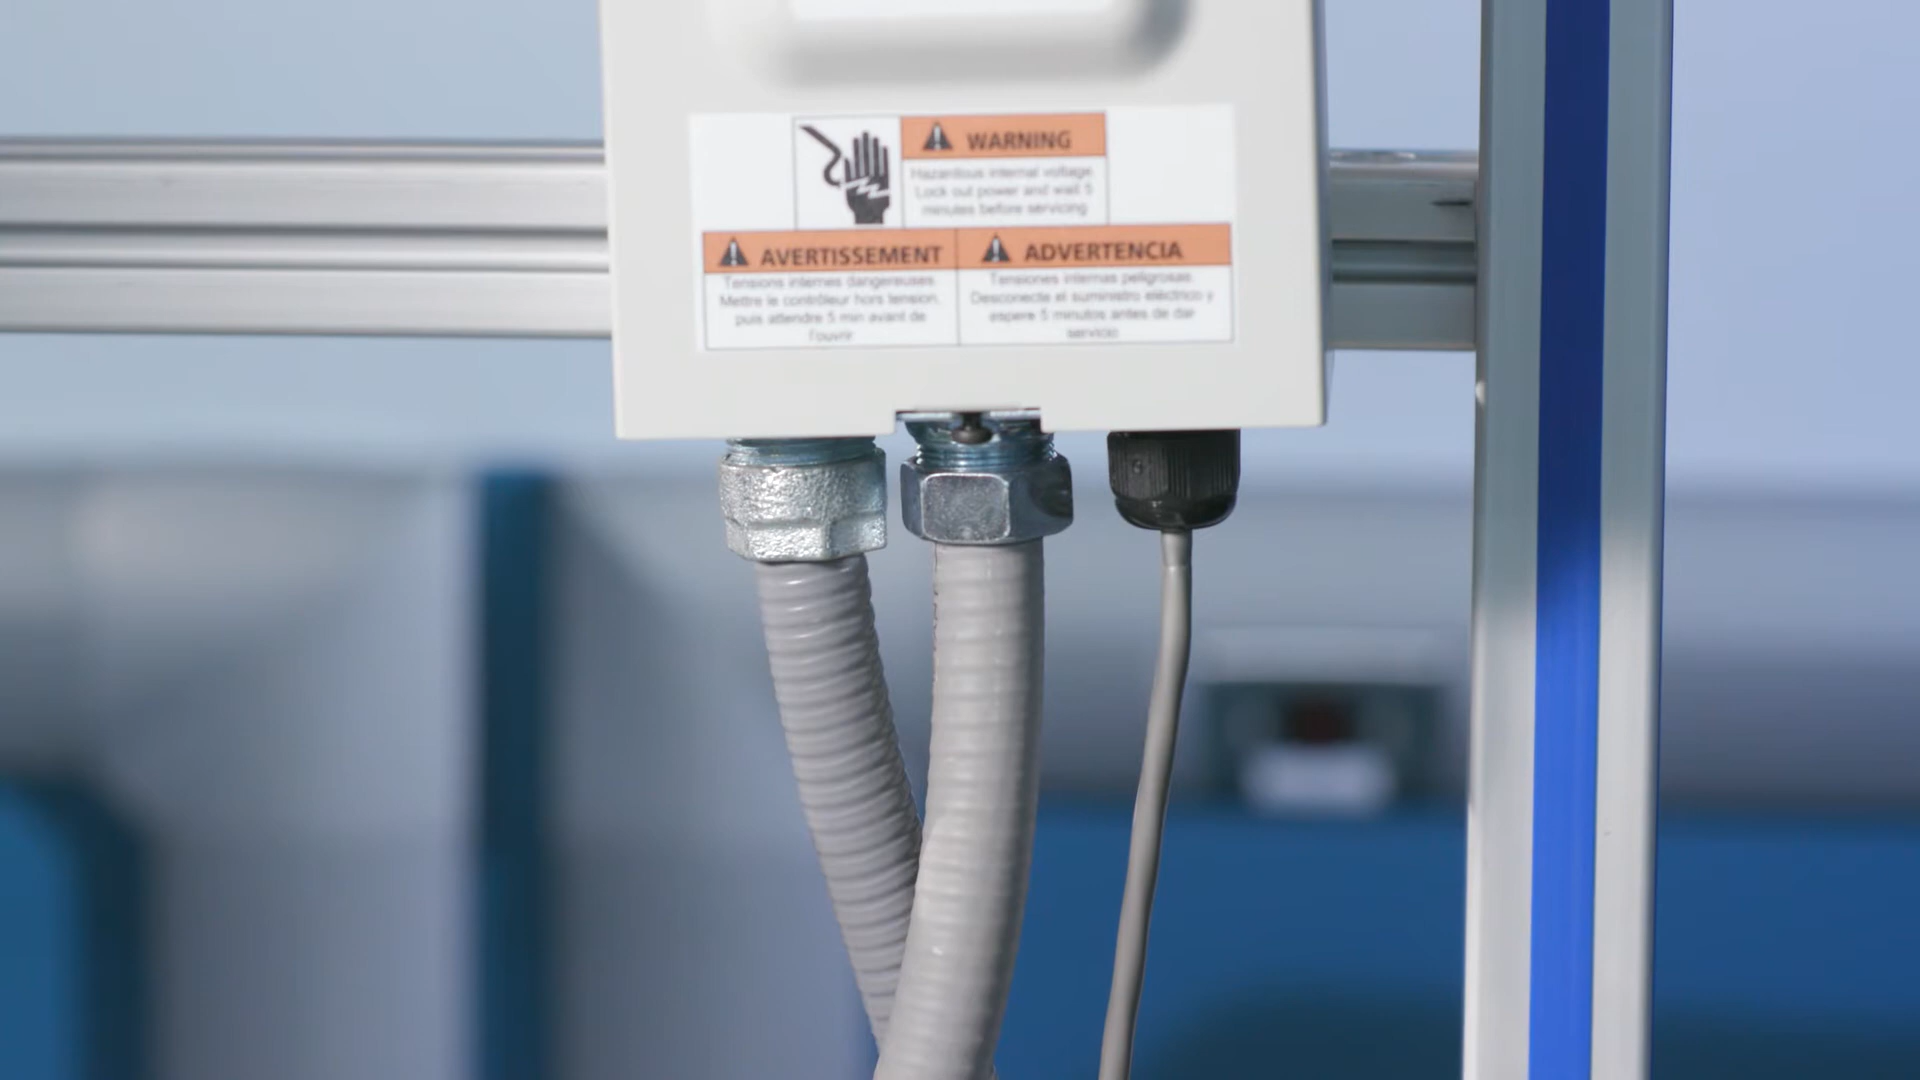 WARNING
Hazardous internal voltage.
Lock out power and wait 5
minutes before servicing
AVERTISSEMENT
Tensions internes dangereuses.
Mettre le contrôleur hors tension,
puis attendre 5 min avant de
l'ouvrir
ADVERTENCIA
Tensiones internas peligrosas.
Desconecte el suministro eléctrico y
espere 5 minutos antes de dar
servicio